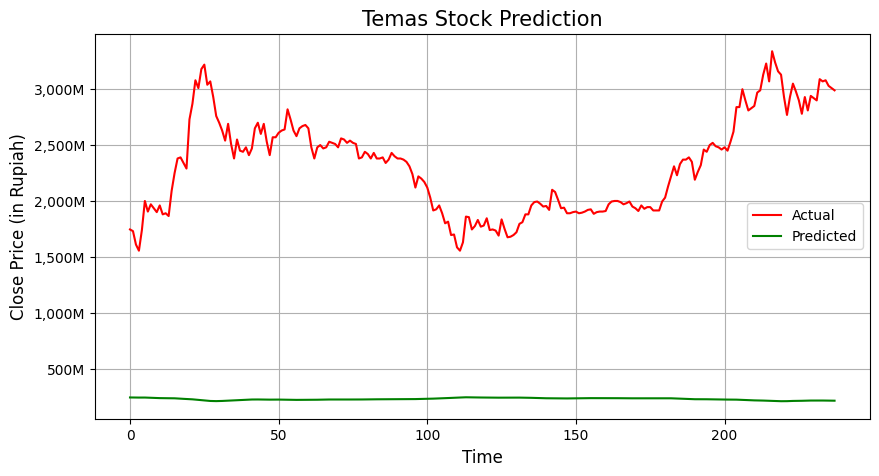 Temas Stock Prediction
Close Price (in Rupiah)
3,000M
2,500M
2,000M
1,500M
1,000M
500M
0
50
100
150
200
Time
Actual
Predicted